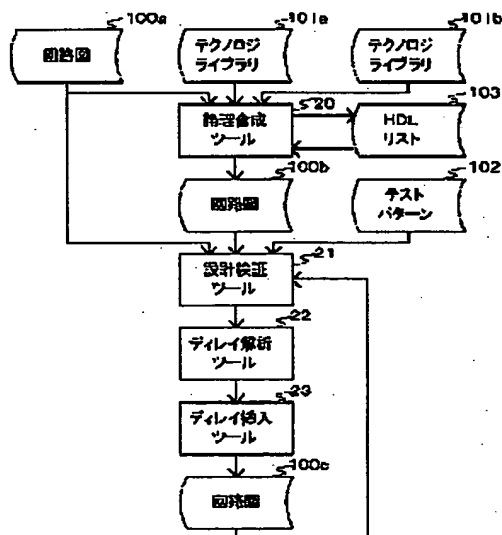 100a
回路図
101a
テクノロジ
ライブラリ
101b
テクノロジ
ライブラリ
20
論理合成
ツール
103
HDL
リスト
100b
回路図
102
テスト
パターン
21
設計検証
ツール
22
ディレイ解析
ツール
23
ディレイ挿入
ツール
100c
回路図